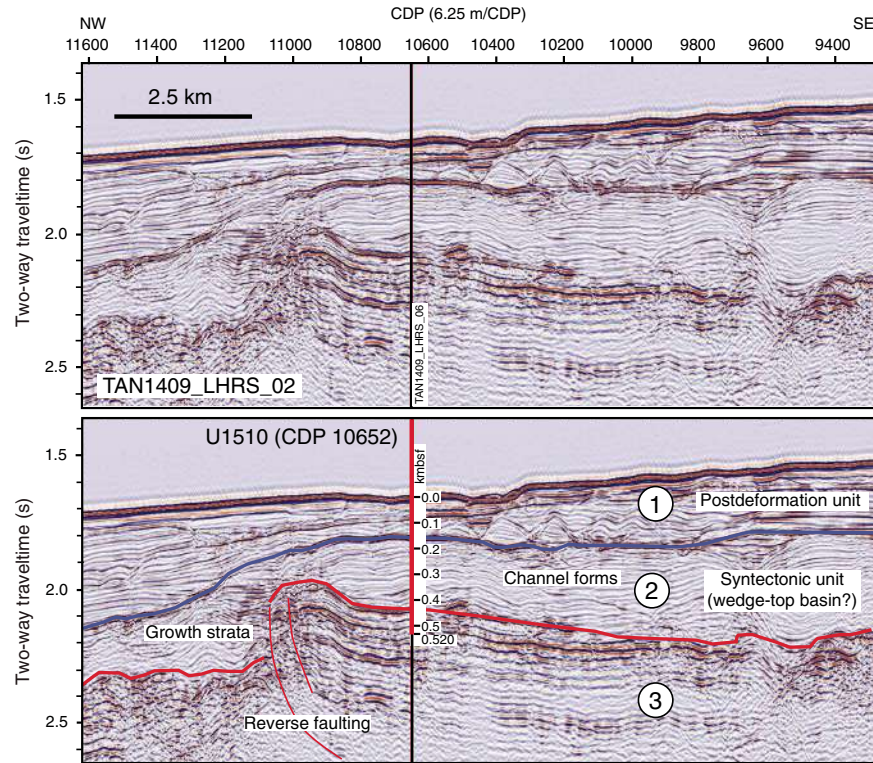 CDP (6.25 m/CDP)
NW
SE
11600 11400 11200 11000 10800 10600 10400 10200 10000 9800 9600 9400
2.5 km
1.5
2.0
2.5
Two-way traveltime (s)
TAN1409_LHRS_02
TAN1409_LHRS_06
U1510 (CDP 10652)
kmbsf
1.5
2.0
2.5
Two-way traveltime (s)
0.0
0.1
0.2
0.3
0.4
0.5
0.520
1
Postdeformation unit
Channel forms
2
Syntectonic unit
(wedge-top basin?)
Growth strata
3
Reverse faulting